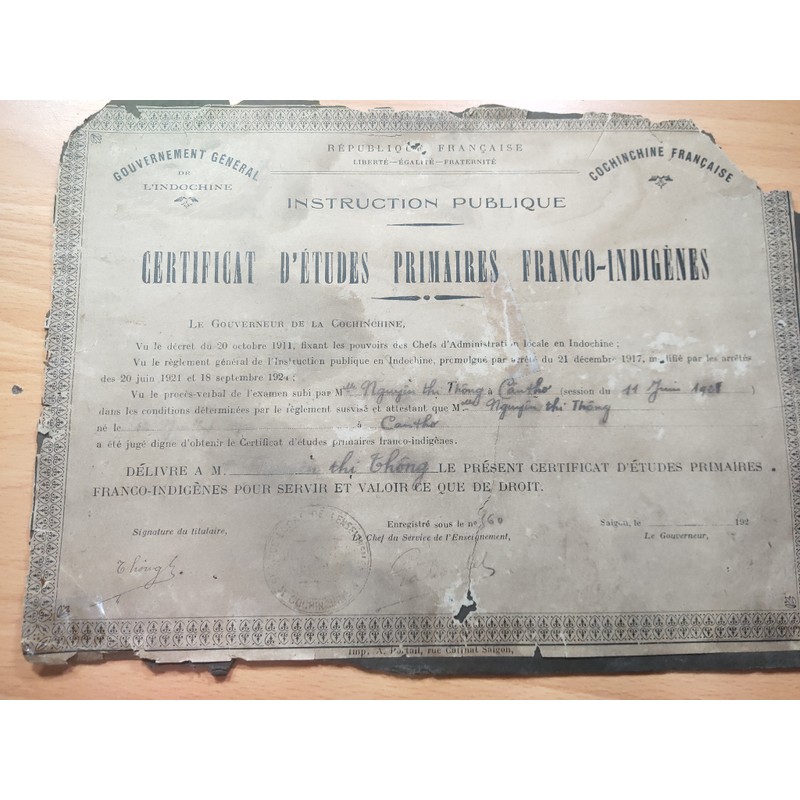 GOUVERNEMENT GÉNÉRAL
DE
L'INDOCHINE
RÉPUBLIQUE FRANÇAISE
LIBERTÉ—ÉGALITÉ—FRATERNITÉ
COCHINCHINE FRANÇAISE
INSTRUCTION PUBLIQUE
CERTIFICAT D'ÉTUDES PRIMAIRES FRANCO-INDIGÈNES
LE GOUVERNEUR DE LA COCHINCHINE,
Vu le décret du 20 octobre 1911, fixant les pouvoirs des Chefs d'Administration locale en Indochine ;
Vu le règlement général de l'Instruction publique en Indochine, promulgué par arrêté du 21 décembre 1917, modifié par les arrêtés
des 20 juin 1921 et 18 septembre 1924 ;
Vu le procès-verbal de l'examen subi par Mlle Nguyễn thị Thông à Cântho (session du 11 Juin )
dans les conditions déterminées par le règlement susvisé et attestant que Mlle Nguyễn thị Thông
né le à Cântho
a été jugé digne d'obtenir le Certificat d'études primaires franco-indigènes.
DÉLIVRE A M. thị Thông LE PRÉSENT CERTIFICAT D'ÉTUDES PRIMAIRES
FRANCO-INDIGÈNES POUR SERVIR ET VALOIR CE QUE DE DROIT.
Signature du titulaire,
Enregistré sous le no 360
Le Chef du Service de l'Enseignement,
Saigon, le 192
Le Gouverneur,
Imp. A. Portail, rue Catinat Saigon,